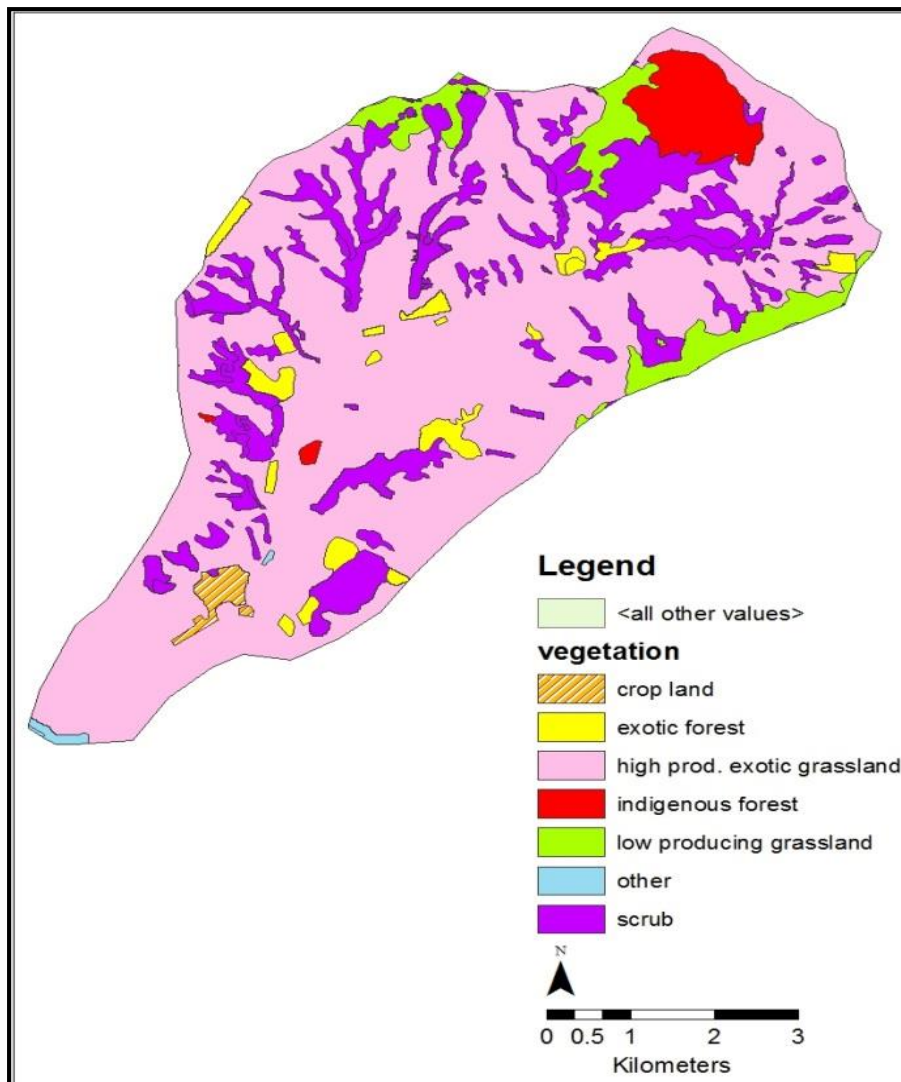 Legend
<all other values>
vegetation
crop land
exotic forest
high prod. exotic grassland
indigenous forest
low producing grassland
other
scrub
N
0 0.5 1 2 3
Kilometers